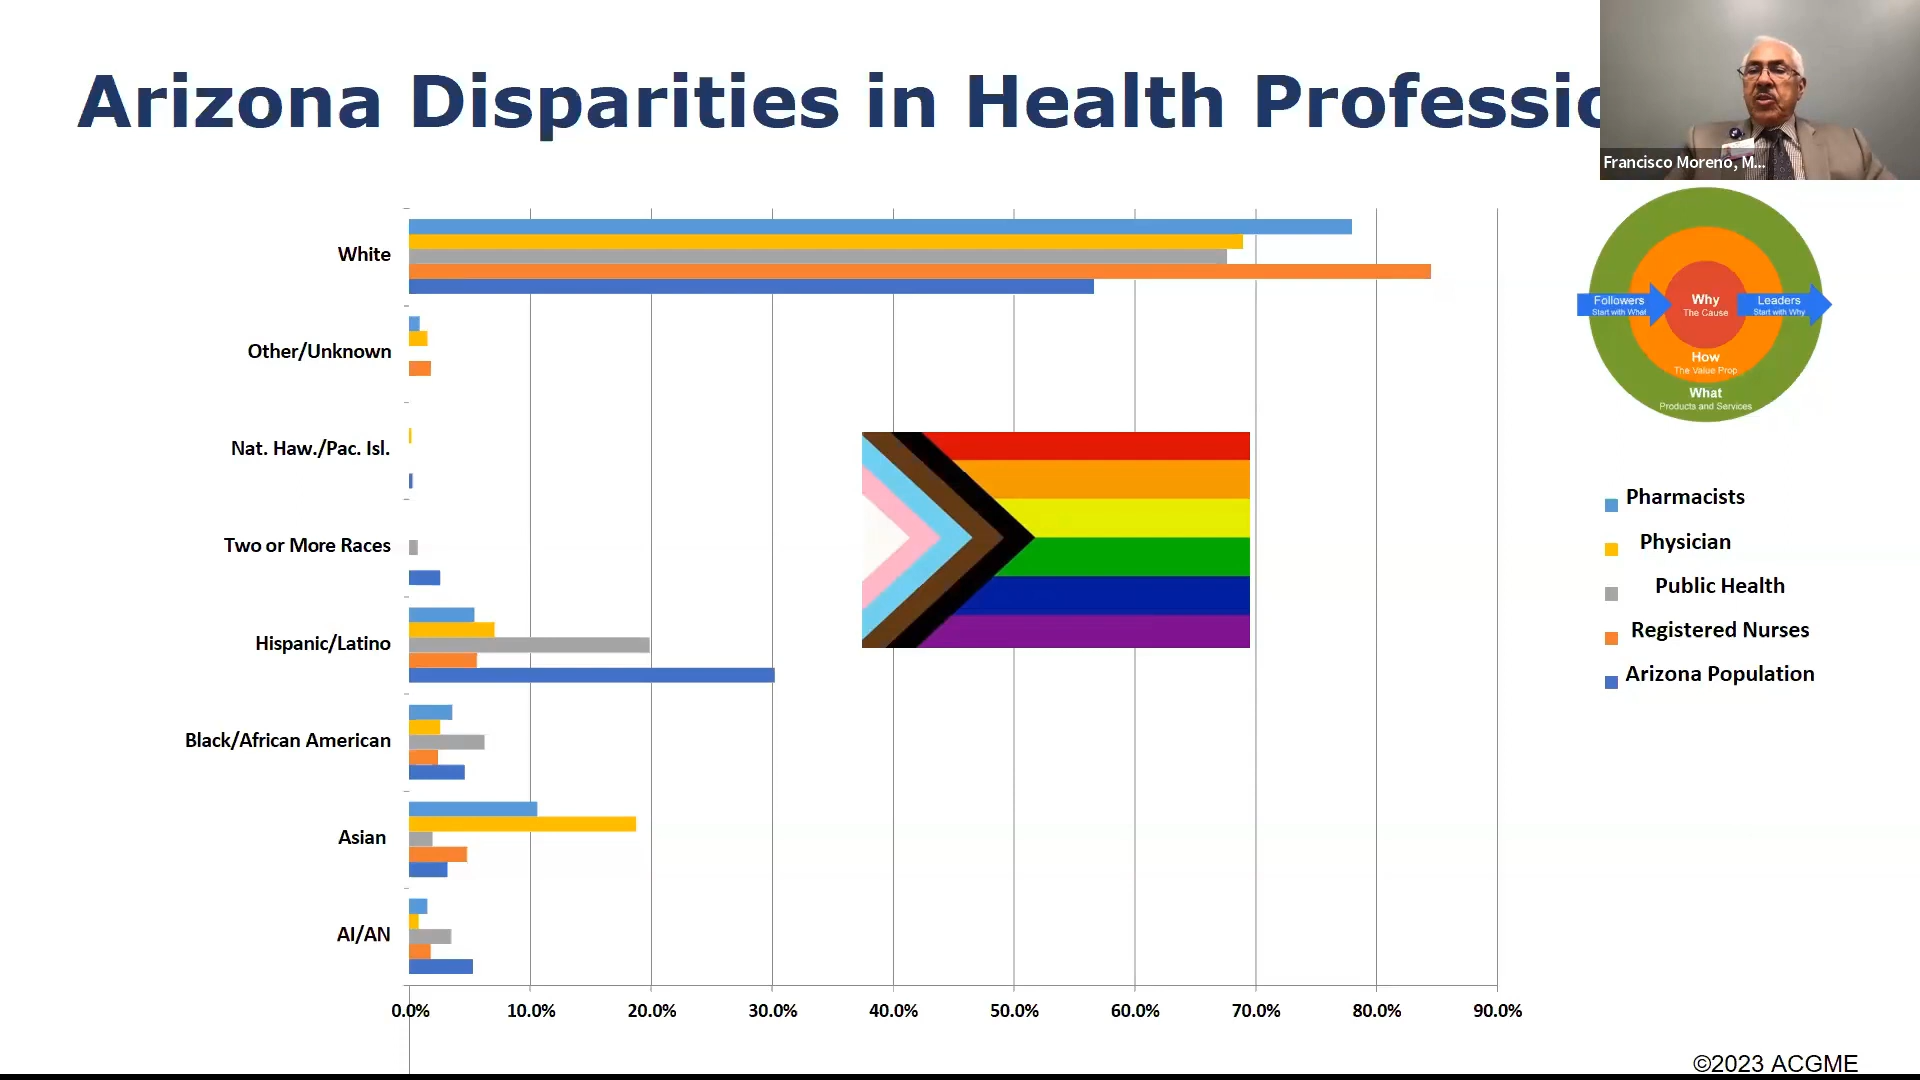 Arizona Disparities in Health Professio
Francisco Moreno, M...
White
Other/Unknown
Nat. Haw./Pac. Isl.
Two or More Races
Hispanic/Latino
Black/African American
Asian
AI/AN
0.0% 10.0% 20.0% 30.0% 40.0% 50.0% 60.0% 70.0% 80.0% 90.0%
Followers
Start with What
Why
The Cause
Leaders
Start with Why
How
The Value Prop
What
Products and Services
Pharmacists
Physician
Public Health
Registered Nurses
Arizona Population
©2023 ACGME